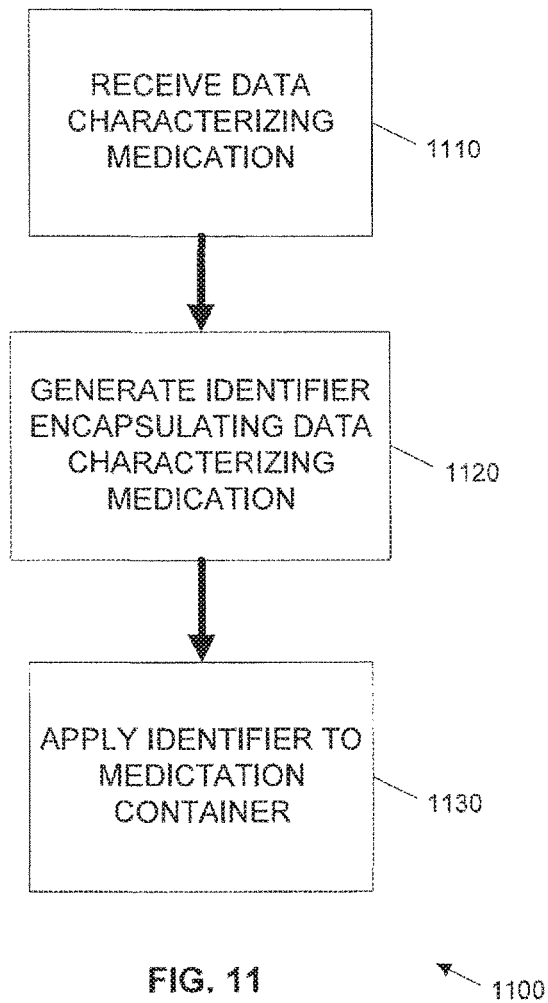 RECEIVE DATA
CHARACTERIZING
MEDICATION
1110
GENERATE IDENTIFIER
ENCAPSULATING DATA
CHARACTERIZING
MEDICATION
1120
APPLY IDENTIFIER TO
MEDICTATION
CONTAINER
1130
FIG. 11
1100